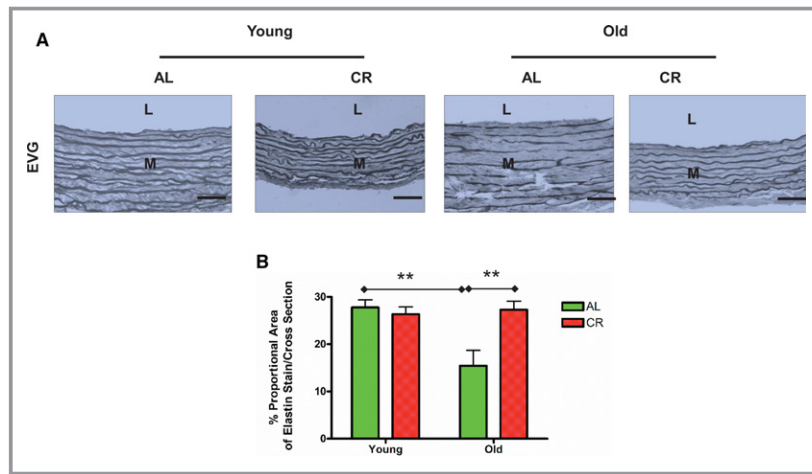 A
Young
Old
AL
CR
AL
CR
EVG
L
L
L
L
M
M
M
M
B
**
**
% Proportional Area
of Elastin Stain/Cross Section
30
20
10
0
Young
Old
AL
CR